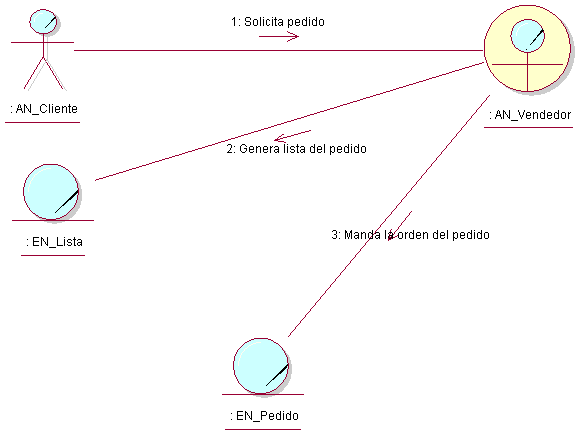 1: Solicita pedido
: AN_Cliente
: AN_Vendedor
2: Genera lista del pedido
: EN_Lista
3: Manda la orden del pedido
: EN_Pedido